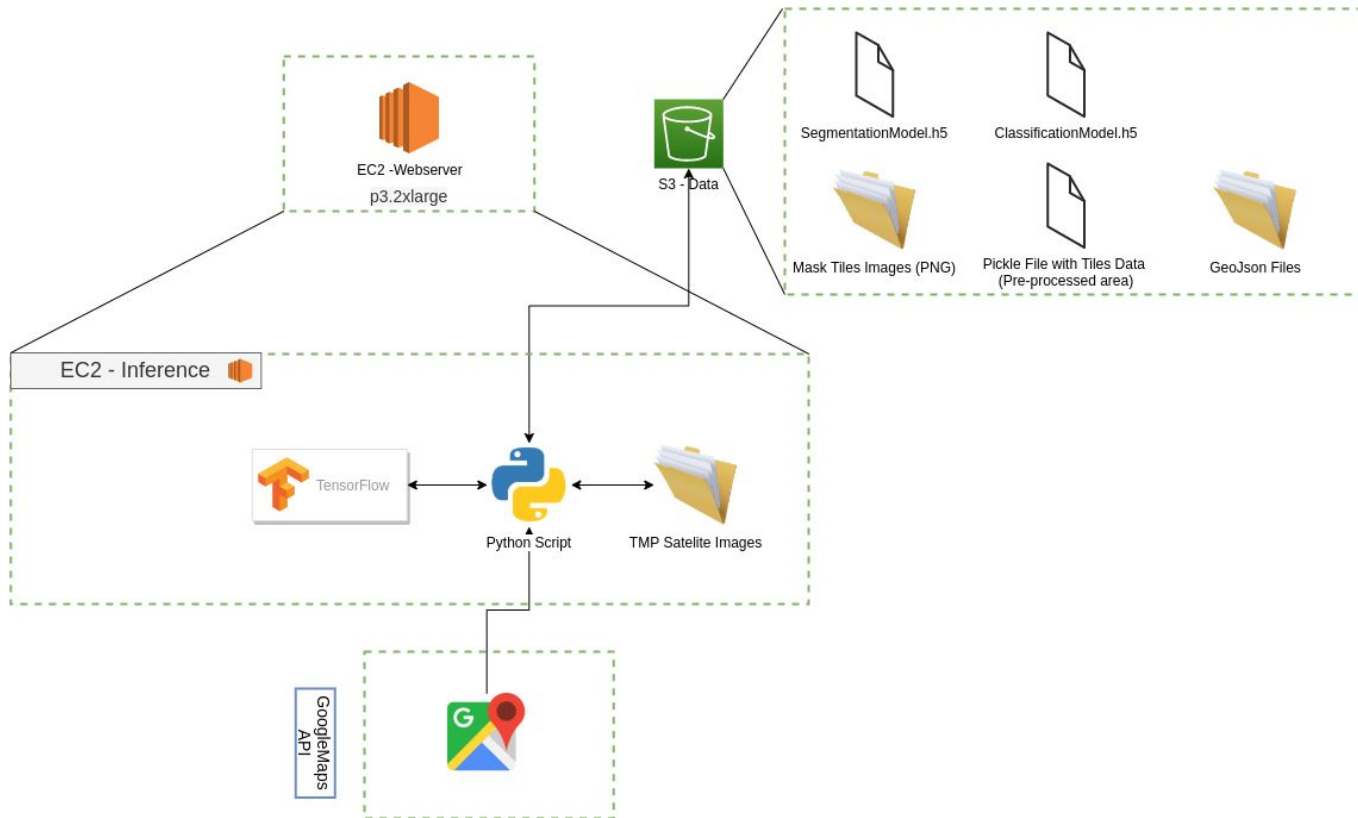 EC2 -Webserver
p3.2xlarge
S3 - Data
SegmentationModel.h5
ClassificationModel.h5
Mask Tiles Images (PNG)
Pickle File with Tiles Data
(Pre-processed area)
GeoJson Files
EC2 - Inference
TensorFlow
Python Script
TMP Satelite Images
GoogleMaps
API
G